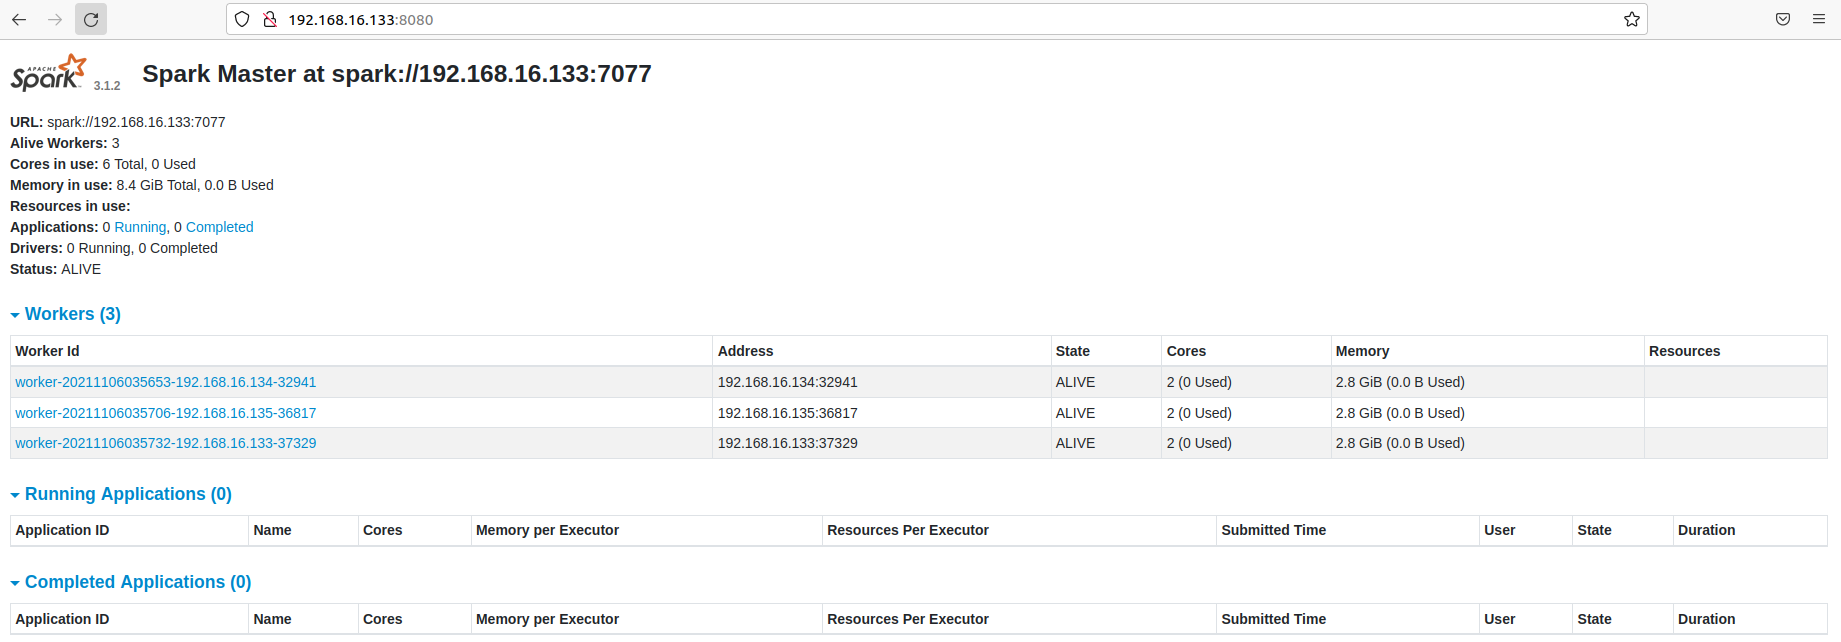 192.168.16.133:8080
APACHE
Spark 3.1.2 Spark Master at spark://192.168.16.133:7077
URL: spark://192.168.16.133:7077
Alive Workers: 3
Cores in use: 6 Total, 0 Used
Memory in use: 8.4 GiB Total, 0.0 B Used
Resources in use:
Applications: 0 Running, 0 Completed
Drivers: 0 Running, 0 Completed
Status: ALIVE
Workers (3)
Worker Id Address State Cores Memory Resources
worker-20211106035653-192.168.16.134-32941 192.168.16.134:32941 ALIVE 2 (0 Used) 2.8 GiB (0.0 B Used)
worker-20211106035706-192.168.16.135-36817 192.168.16.135:36817 ALIVE 2 (0 Used) 2.8 GiB (0.0 B Used)
worker-20211106035732-192.168.16.133-37329 192.168.16.133:37329 ALIVE 2 (0 Used) 2.8 GiB (0.0 B Used)
Running Applications (0)
Application ID Name Cores Memory per Executor Resources Per Executor Submitted Time User State Duration
Completed Applications (0)
Application ID Name Cores Memory per Executor Resources Per Executor Submitted Time User State Duration